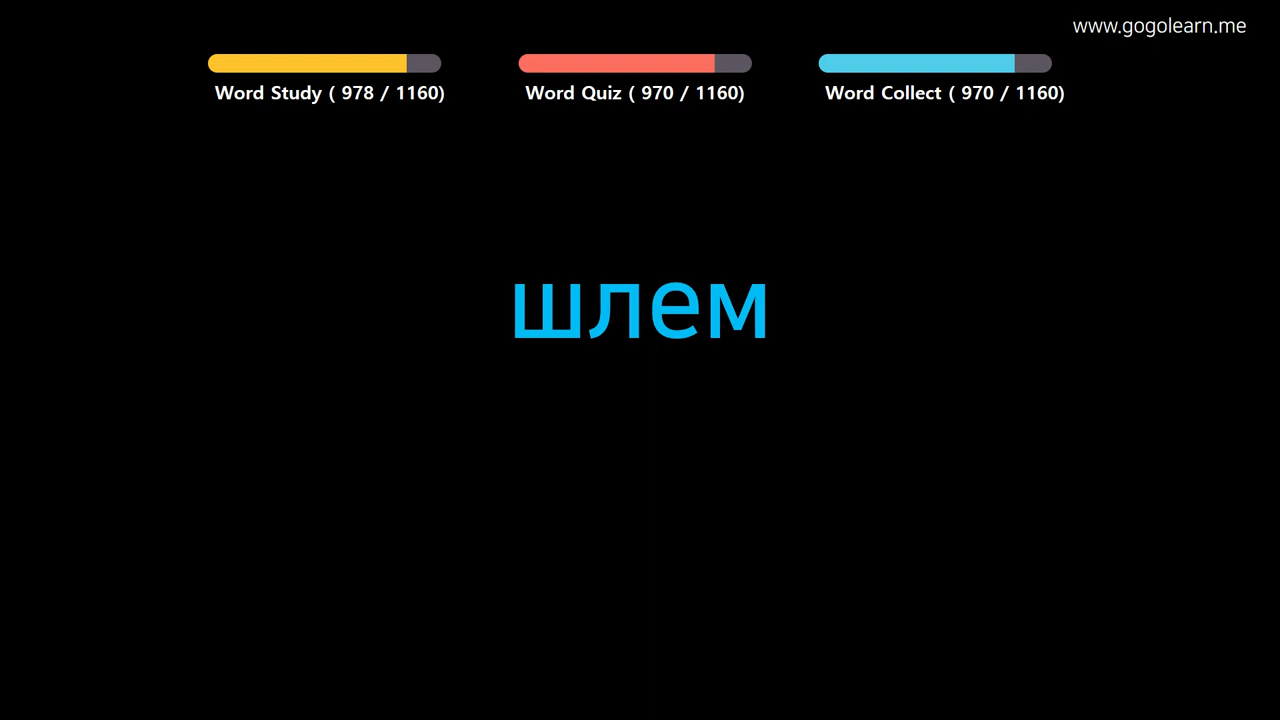 www.gogolearn.me
Word Study ( 978 / 1160)
Word Quiz ( 970 / 1160)
Word Collect ( 970 / 1160)
шлем